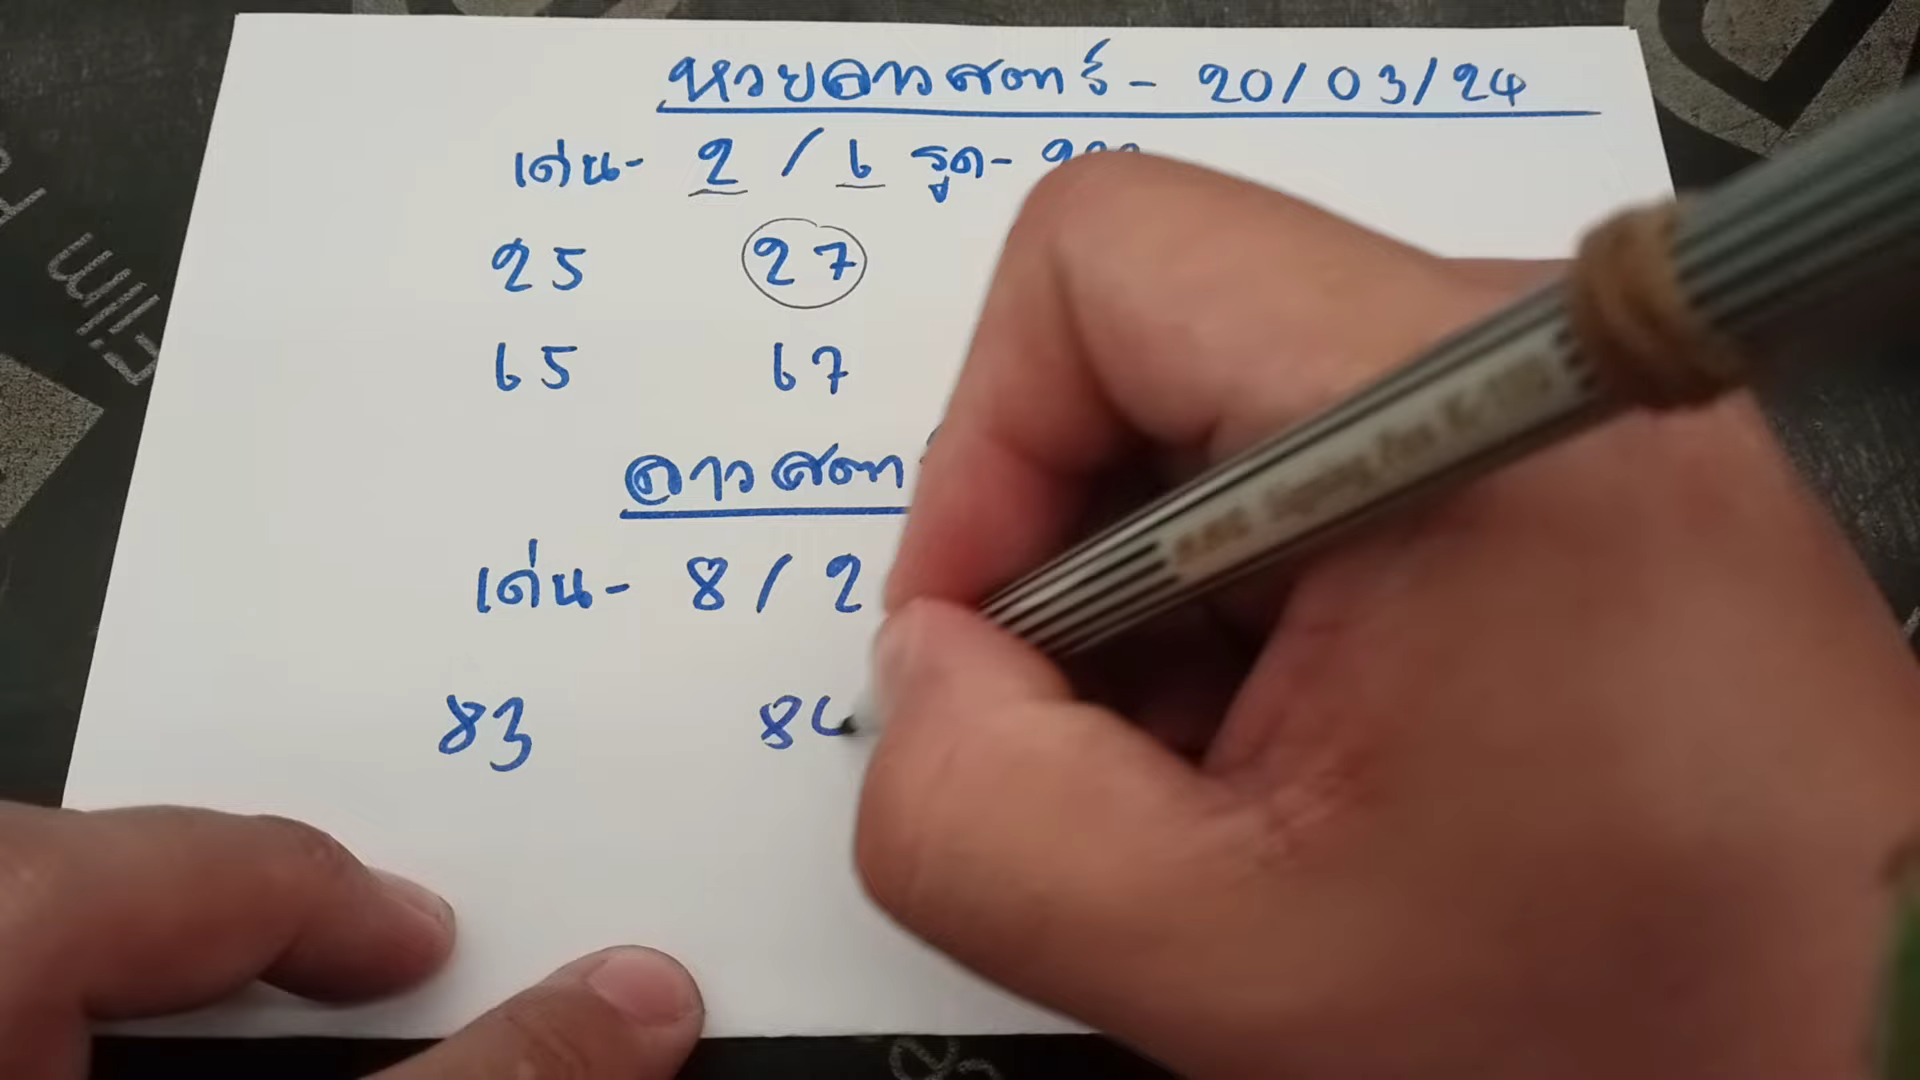 หวยลาวสตาร์ - 20/03/24
เด่น- 2 / 6 รูด-
25 27
65 67
ลาวสตา
เด่น- 8 / 2
83 84